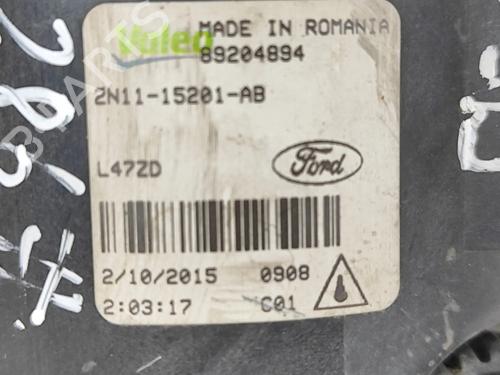 Valeo MADE IN ROMANIA
89204894
2N11-15201-AB
L47ZD
Ford
2/10/2015 0908
2:03:17 C01